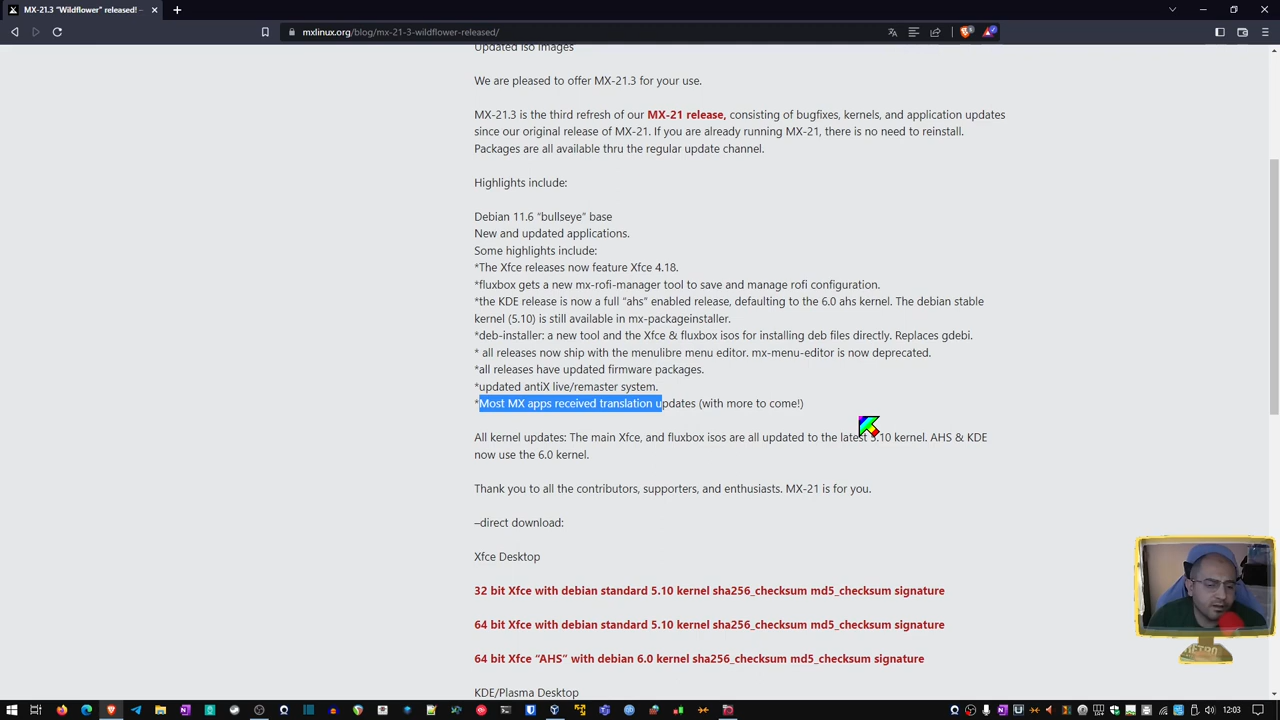 MX-21.3 "Wildflower" released! –
mxlinux.org/blog/mx-21-3-wildflower-released/
Updated iso images
We are pleased to offer MX-21.3 for your use.
MX-21.3 is the third refresh of our MX-21 release, consisting of bugfixes, kernels, and application updates
since our original release of MX-21. If you are already running MX-21, there is no need to reinstall.
Packages are all available thru the regular update channel.
Highlights include:
Debian 11.6 “bullseye” base
New and updated applications.
Some highlights include:
*The Xfce releases now feature Xfce 4.18.
*fluxbox gets a new mx-rofi-manager tool to save and manage rofi configuration.
*the KDE release is now a full “ahs” enabled release, defaulting to the 6.0 ahs kernel. The debian stable
kernel (5.10) is still available in mx-packageinstaller.
*deb-installer: a new tool and the Xfce & fluxbox isos for installing deb files directly. Replaces gdebi.
* all releases now ship with the menulibre menu editor. mx-menu-editor is now deprecated.
*all releases have updated firmware packages.
*updated antiX live/remaster system.
*Most MX apps received translation updates (with more to come!)
All kernel updates: The main Xfce, and fluxbox isos are all updated to the latest 5.10 kernel. AHS & KDE
now use the 6.0 kernel.
Thank you to all the contributors, supporters, and enthusiasts. MX-21 is for you.
–direct download:
Xfce Desktop
32 bit Xfce with debian standard 5.10 kernel sha256_checksum md5_checksum signature
64 bit Xfce with debian standard 5.10 kernel sha256_checksum md5_checksum signature
64 bit Xfce “AHS” with debian 6.0 kernel sha256_checksum md5_checksum signature
KDE/Plasma Desktop
12:03